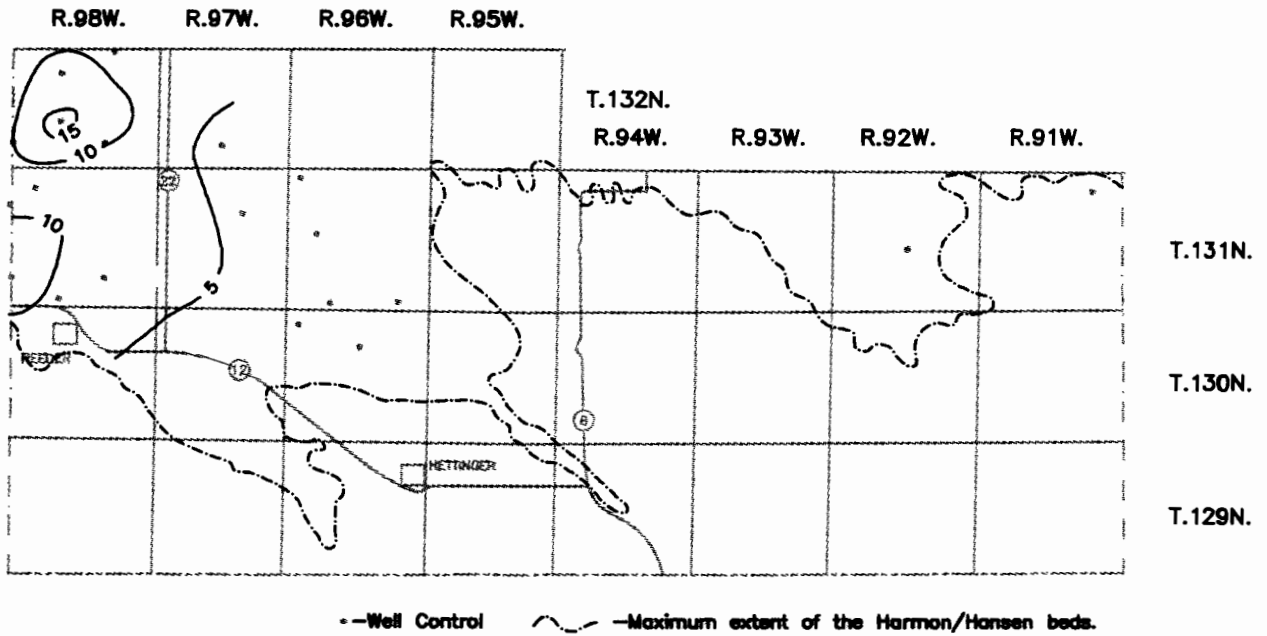 R.98W. R.97W. R.96W. R.95W.
T.132N.
R.94W. R.93W. R.92W. R.91W.
15
10
22
10
T.131N.
5
REEDER
12
T.130N.
8
HETTINGER
T.129N.
•-Well Control —Maximum extent of the Harmon/Hansen beds.